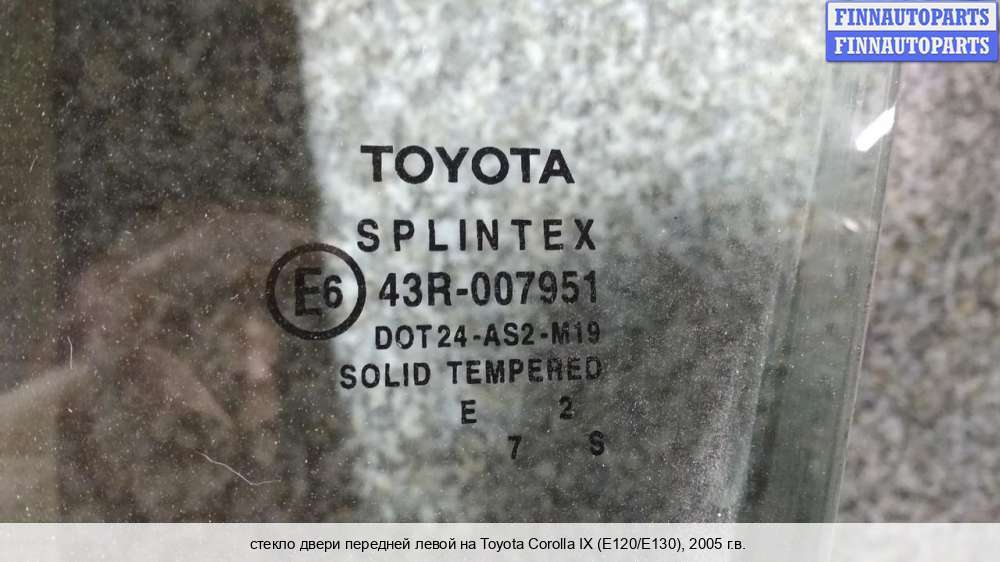 FINNAUTOPARTS
FINNAUTOPARTS
TOYOTA
SPLINTEX
E6 43R-007951
DOT24-AS2-M19
SOLID TEMPERED
E 2
7 S
стекло двери передней левой на Toyota Corolla IX (E120/E130), 2005 г.в.